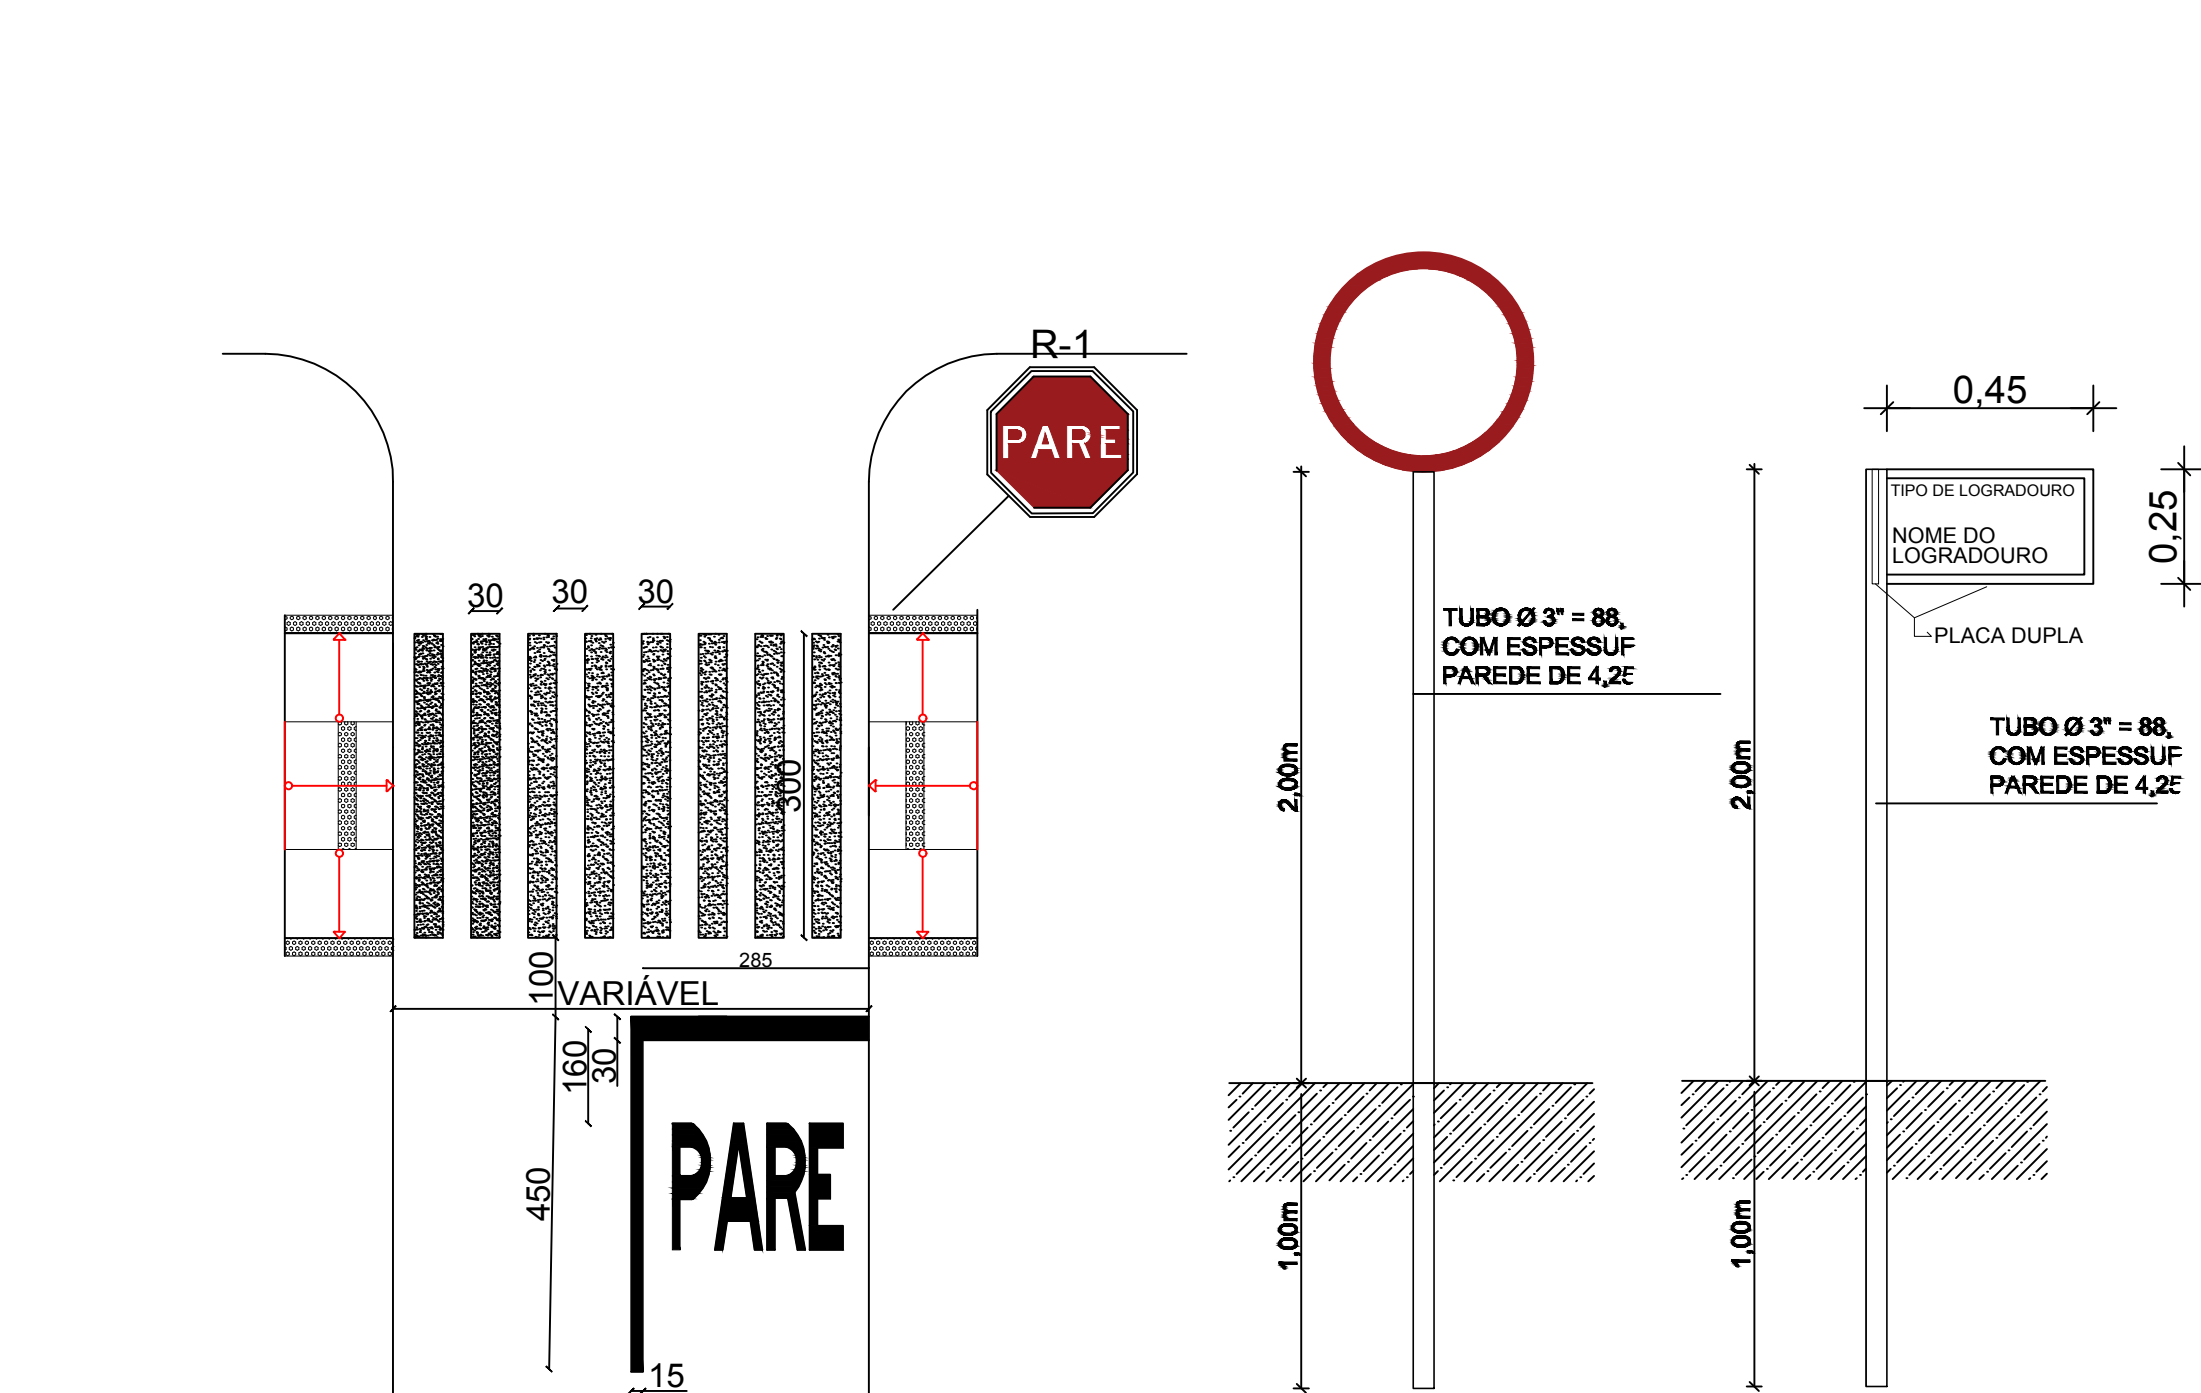 R-1
PARE
30
30
30
300
285
100
VARIÁVEL
160
30
450
PARE
15
2,00m
1,00m
TUBO Ø 3" = 88,
COM ESPESSUF
PAREDE DE 4,25
0,45
0,25
TIPO DE LOGRADOURO
NOME DO
LOGRADOURO
PLACA DUPLA
2,00m
1,00m
TUBO Ø 3" = 88,
COM ESPESSUF
PAREDE DE 4,25